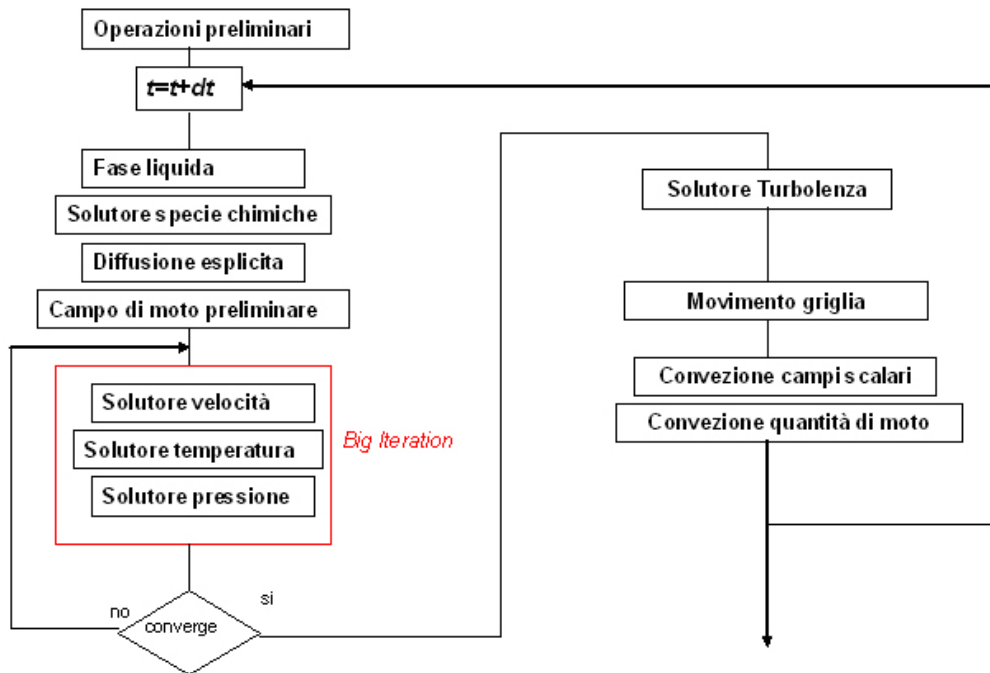 Operazioni preliminari
t=t+dt
Fase liquida
Solutore specie chimiche
Diffusione esplicita
Campo di moto preliminare
Solutore velocità
Solutore temperatura
Solutore pressione
Big Iteration
no
si
converge
Solutore Turbolenza
Movimento griglia
Convezione campi scalari
Convezione quantità di moto